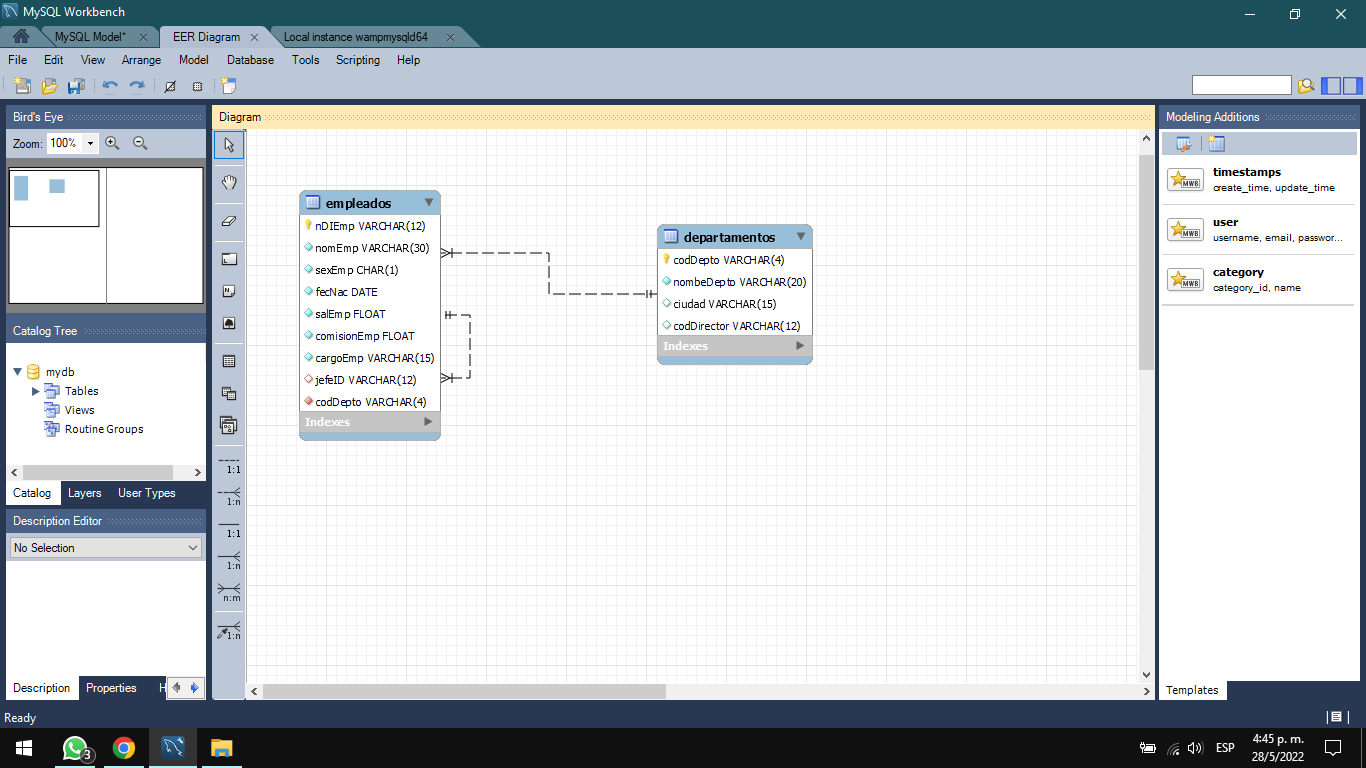 MySQL Workbench
MySQL Model*
EER Diagram
Local instance wampmysqld64
File Edit View Arrange Model Database Tools Scripting Help
Bird's Eye
Zoom: 100%
Diagram
Modeling Additions
timestamps
create_time, update_time
user
username, email, passwor...
category
category_id, name
Templates
empleados
nDIEmp VARCHAR(12)
nomEmp VARCHAR(30)
sexEmp CHAR(1)
fecNac DATE
salEmp FLOAT
comisionEmp FLOAT
cargoEmp VARCHAR(15)
jefeID VARCHAR(12)
codDepto VARCHAR(4)
Indexes
departamentos
codDepto VARCHAR(4)
nombeDepto VARCHAR(20)
ciudad VARCHAR(15)
codDirector VARCHAR(12)
Indexes
Catalog Tree
mydb
Tables
Views
Routine Groups
Catalog Layers User Types
Description Editor
No Selection
Description Properties H
1:1
1:n
1:1
1:n
n:m
1:n
MWB
MWB
MWB
Ready
3
ESP
4:45 p. m.
28/5/2022